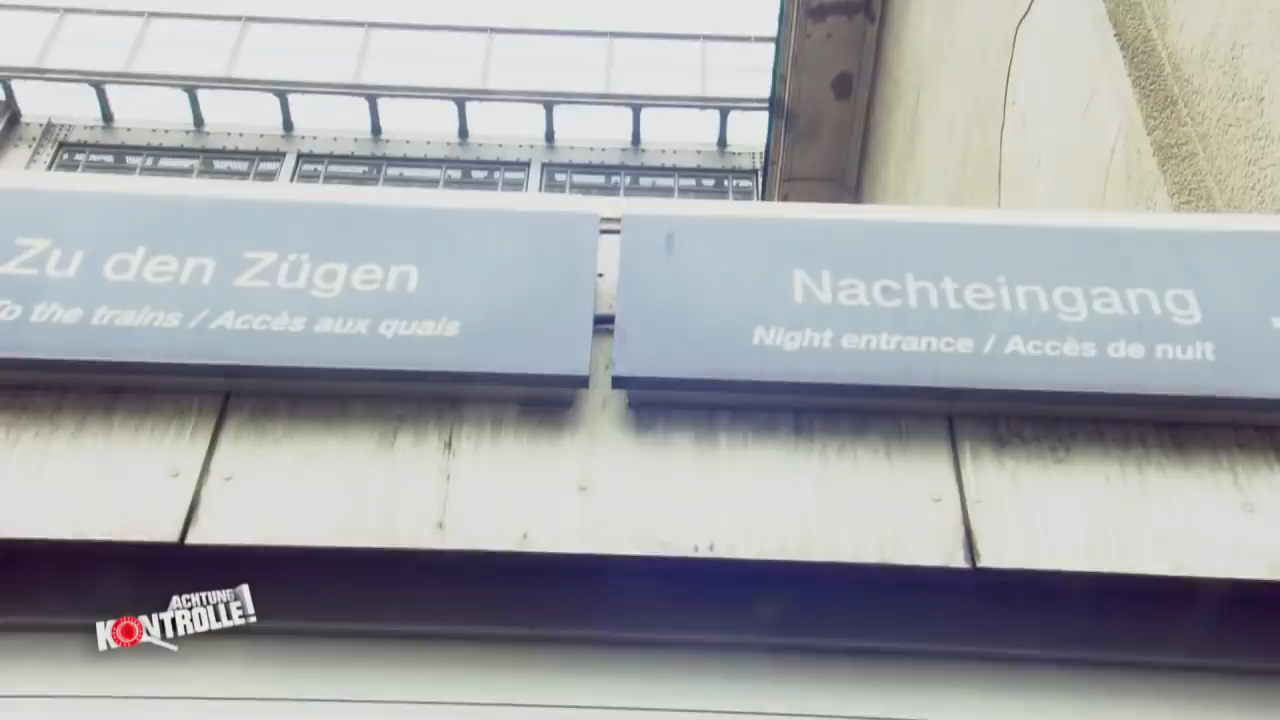 Zu den Zügen
To the trains / Accès aux quais
Nachteingang
Night entrance / Accès de nuit
ACHTUNG
KONTROLLE!